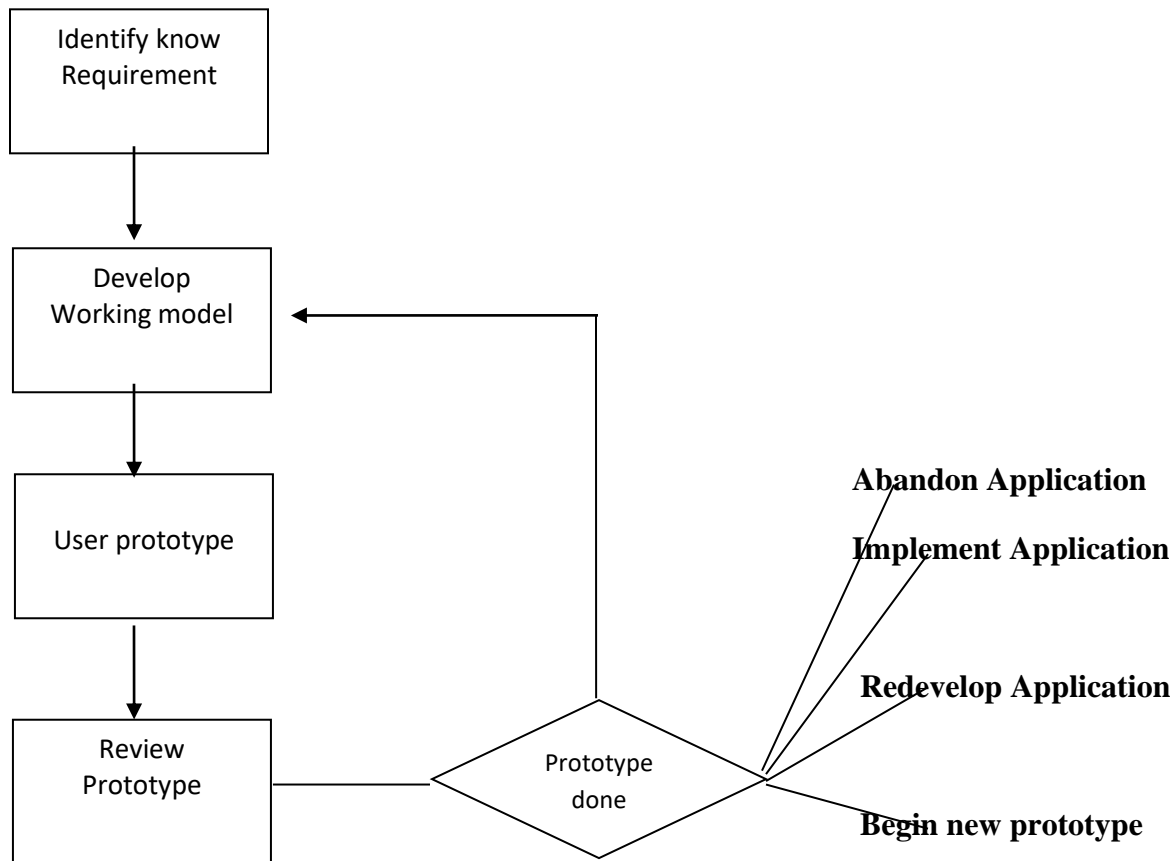 Identify know
Requirement
Develop
Working model
User prototype
Review
Prototype
Prototype
done
Abandon Application
Implement Application
Redevelop Application
Begin new prototype